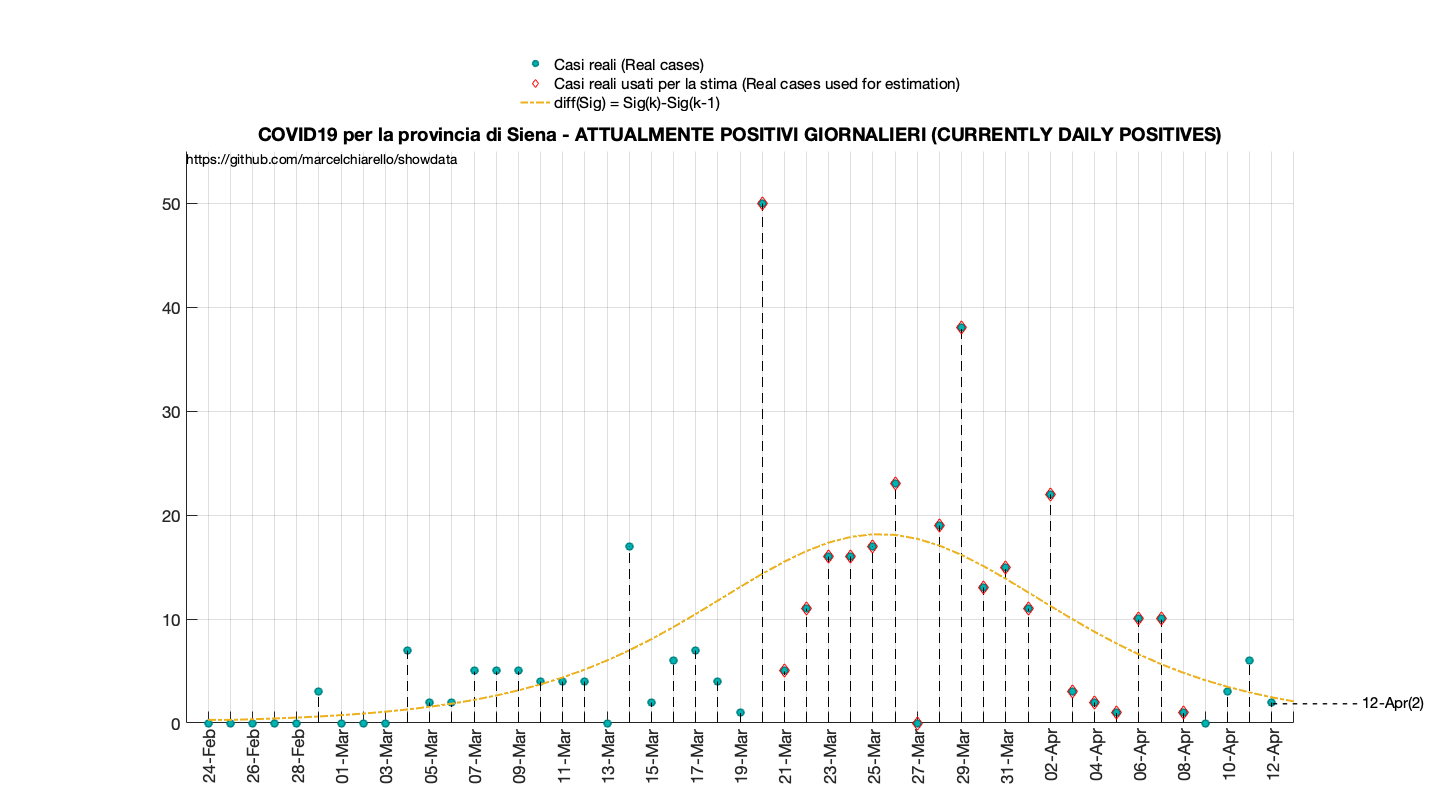 Casi reali (Real cases)
Casi reali usati per la stima (Real cases used for estimation)
diff(Sig) = Sig(k)-Sig(k-1)
COVID19 per la provincia di Siena - ATTUALMENTE POSITIVI GIORNALIERI (CURRENTLY DAILY POSITIVES)
https://github.com/marcelchiarello/showdata
50
40
30
20
10
0
12-Apr(2)
24-Feb
26-Feb
28-Feb
01-Mar
03-Mar
05-Mar
07-Mar
09-Mar
11-Mar
13-Mar
15-Mar
17-Mar
19-Mar
21-Mar
23-Mar
25-Mar
27-Mar
29-Mar
31-Mar
02-Apr
04-Apr
06-Apr
08-Apr
10-Apr
12-Apr